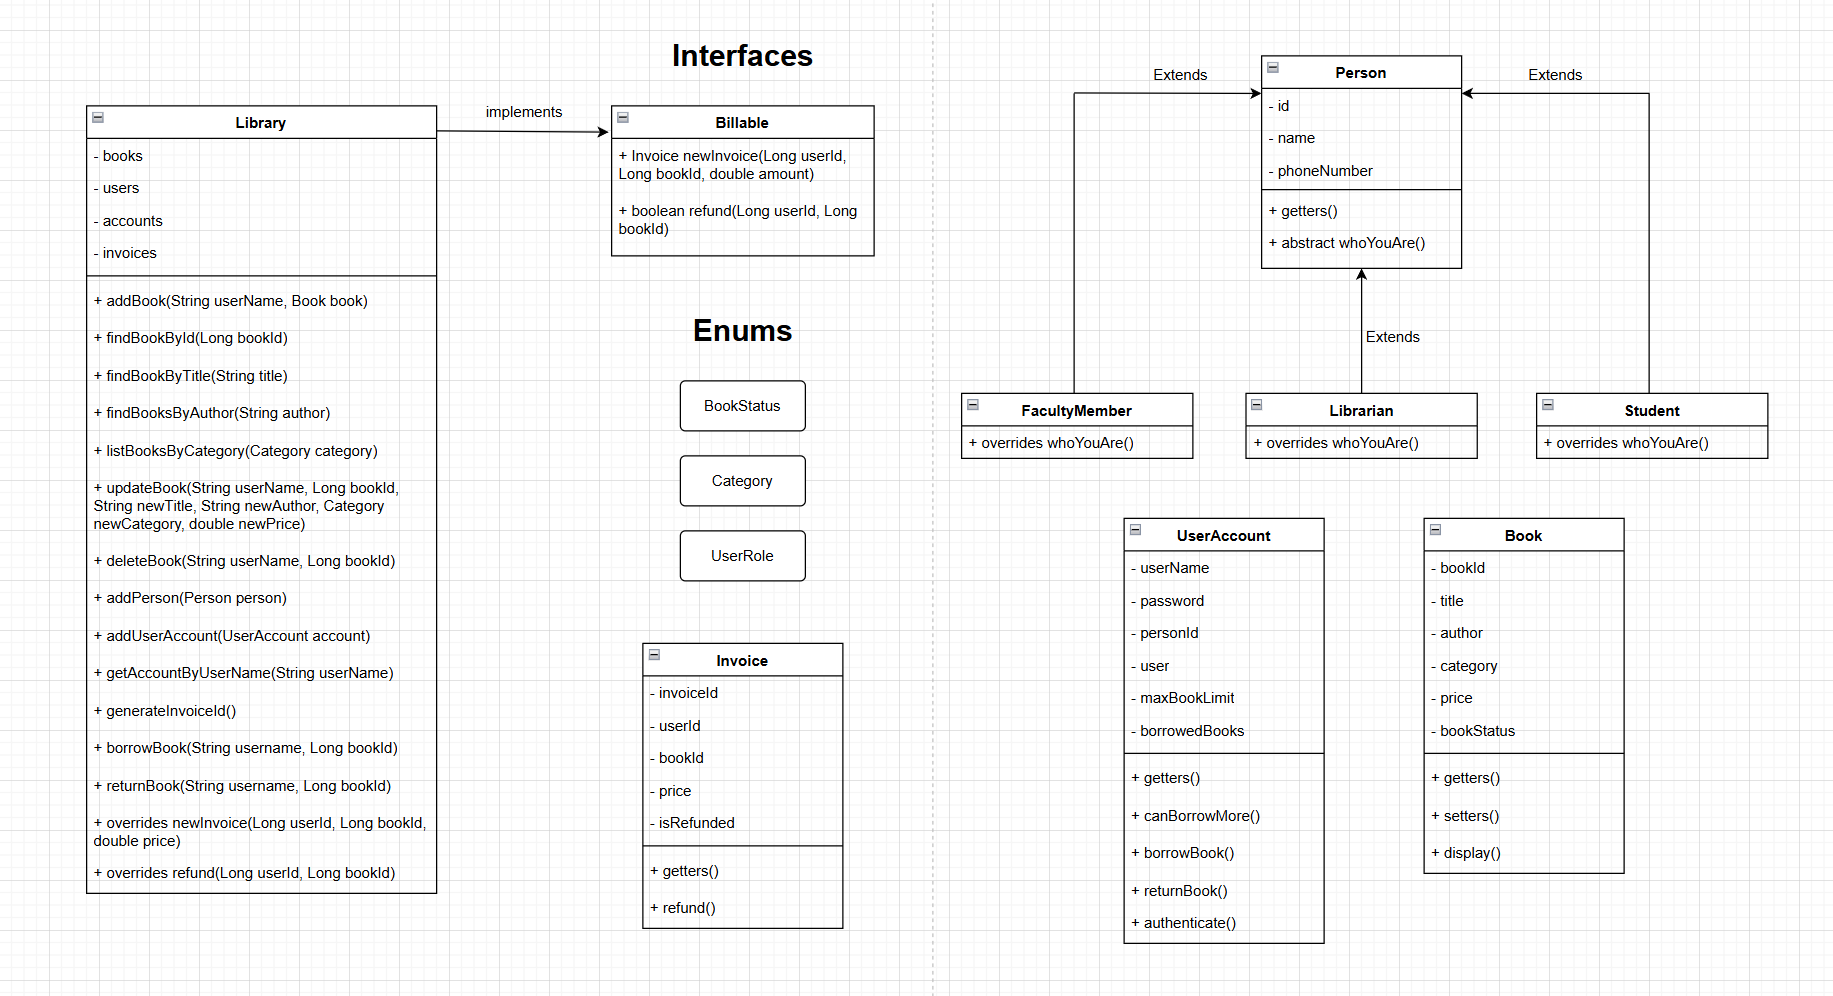 Interfaces
implements
Library
- books
- users
- accounts
- invoices
+ addBook(String userName, Book book)
+ findBookById(Long bookId)
+ findBookByTitle(String title)
+ findBooksByAuthor(String author)
+ listBooksByCategory(Category category)
+ updateBook(String userName, Long bookId,
String newTitle, String newAuthor, Category
newCategory, double newPrice)
+ deleteBook(String userName, Long bookId)
+ addPerson(Person person)
+ addUserAccount(UserAccount account)
+ getAccountByUserName(String userName)
+ generateInvoiceId()
+ borrowBook(String username, Long bookId)
+ returnBook(String username, Long bookId)
+ overrides newInvoice(Long userId, Long bookId,
double price)
+ overrides refund(Long userId, Long bookId)
Billable
+ Invoice newInvoice(Long userId,
Long bookId, double amount)
+ boolean refund(Long userId, Long
bookId)
Enums
BookStatus
Category
UserRole
Invoice
- invoiceId
- userId
- bookId
- price
- isRefunded
+ getters()
+ refund()
Extends
Person
Extends
- id
- name
- phoneNumber
+ getters()
+ abstract whoYouAre()
Extends
FacultyMember
+ overrides whoYouAre()
Librarian
+ overrides whoYouAre()
Student
+ overrides whoYouAre()
UserAccount
- userName
- password
- personId
- user
- maxBookLimit
- borrowedBooks
+ getters()
+ canBorrowMore()
+ borrowBook()
+ returnBook()
+ authenticate()
Book
- bookId
- title
- author
- category
- price
- bookStatus
+ getters()
+ setters()
+ display()